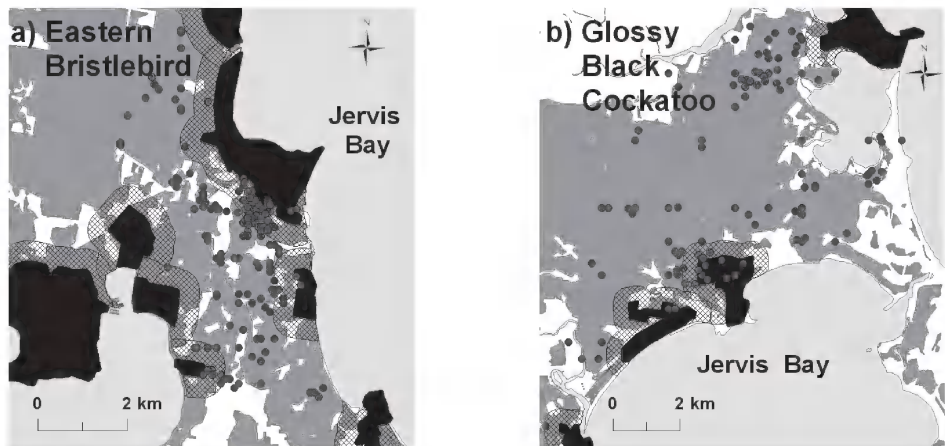 a) Eastern
Bristlebird
N
Jervis
Bay
0 2 km
b) Glossy
Black
Cockatoo
N
Jervis Bay
0 2 km